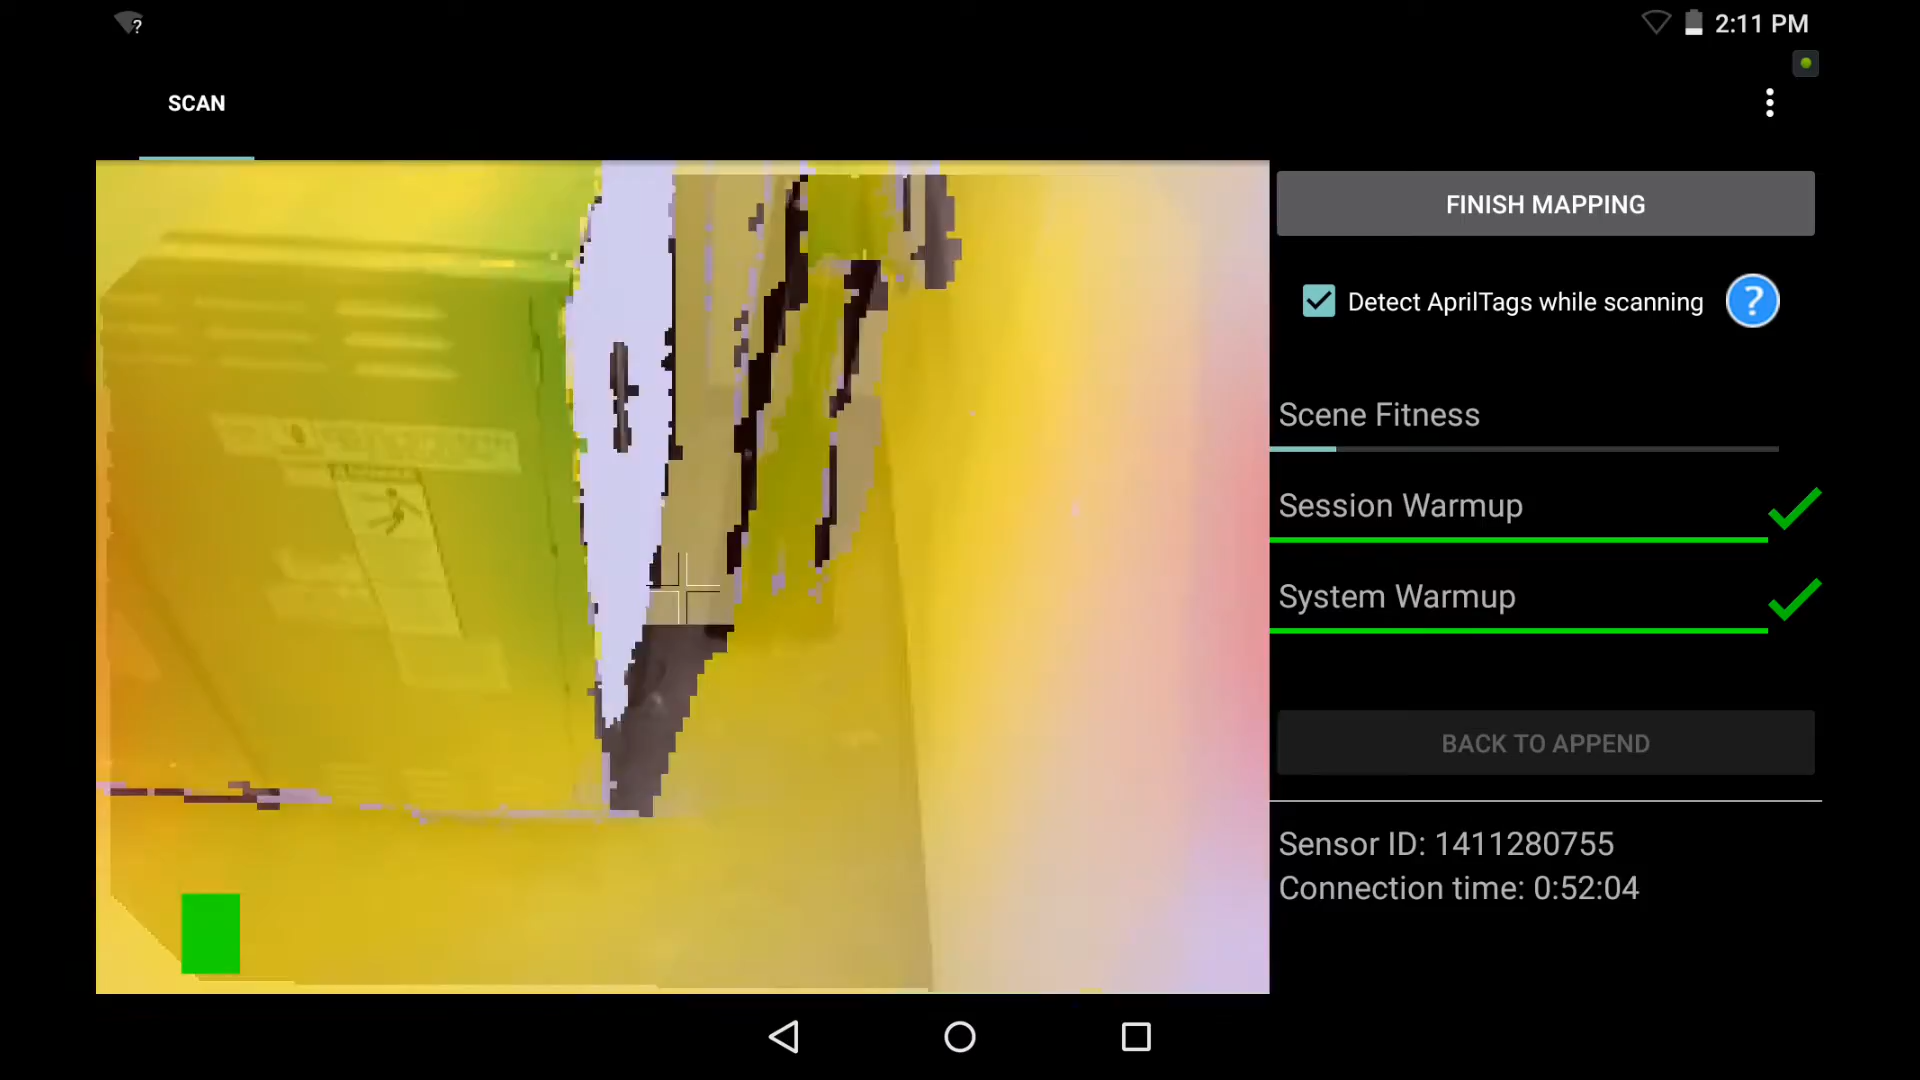 2:11 PM
SCAN
FINISH MAPPING
Detect AprilTags while scanning
?
Scene Fitness
Session Warmup
System Warmup
BACK TO APPEND
Sensor ID: 1411280755
Connection time: 0:52:04